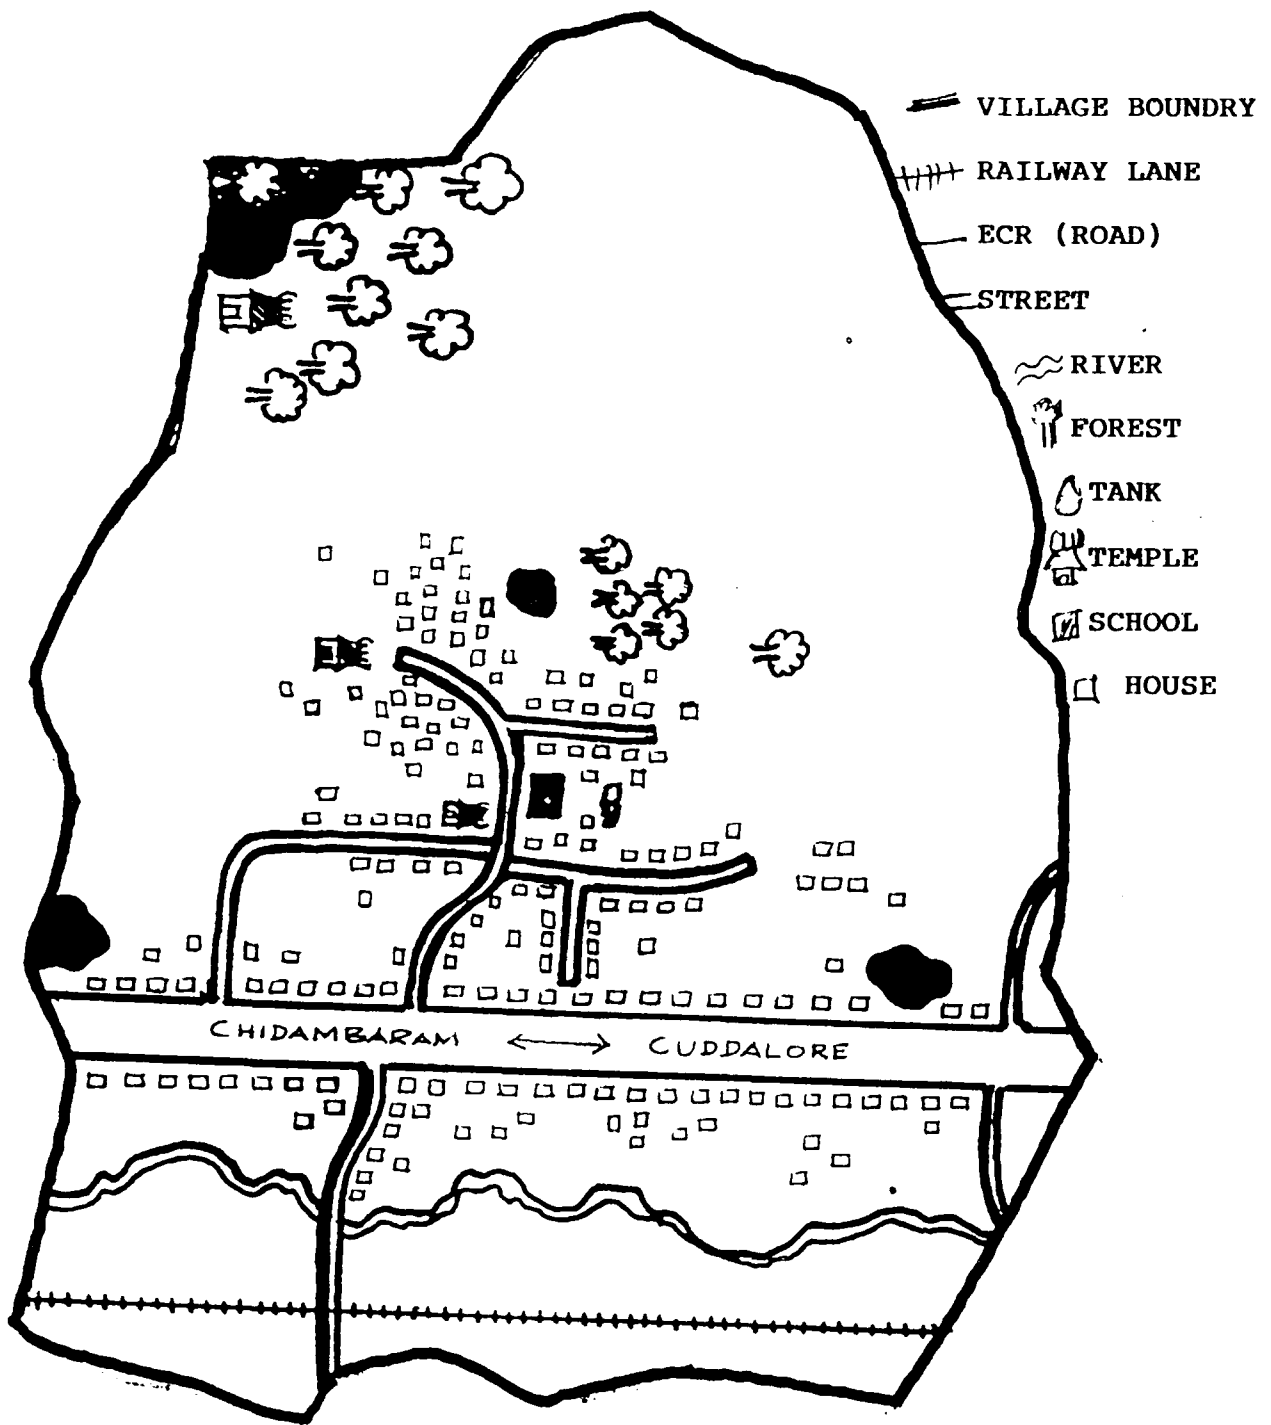 VILLAGE BOUNDRY
RAILWAY LANE
ECR (ROAD)
STREET
RIVER
FOREST
TANK
TEMPLE
SCHOOL
HOUSE
CHIDAMBARAM ⟷ CUDDALORE